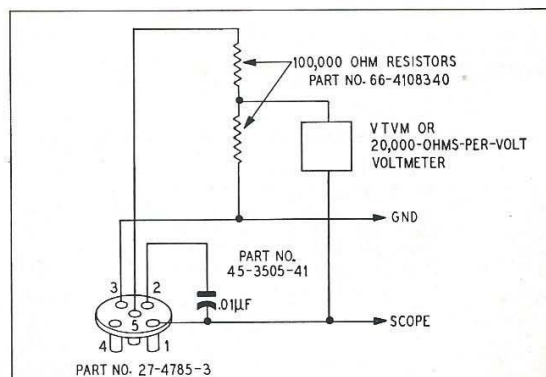 100,000 OHM RESISTORS
PART NO. 66-4108340
VTVM OR
20,000-OHMS-PER-VOLT
VOLTMETER
GND
PART NO.
45-3505-41
.01μF
3
2
5
4
1
SCOPE
PART NO. 27-4785-3